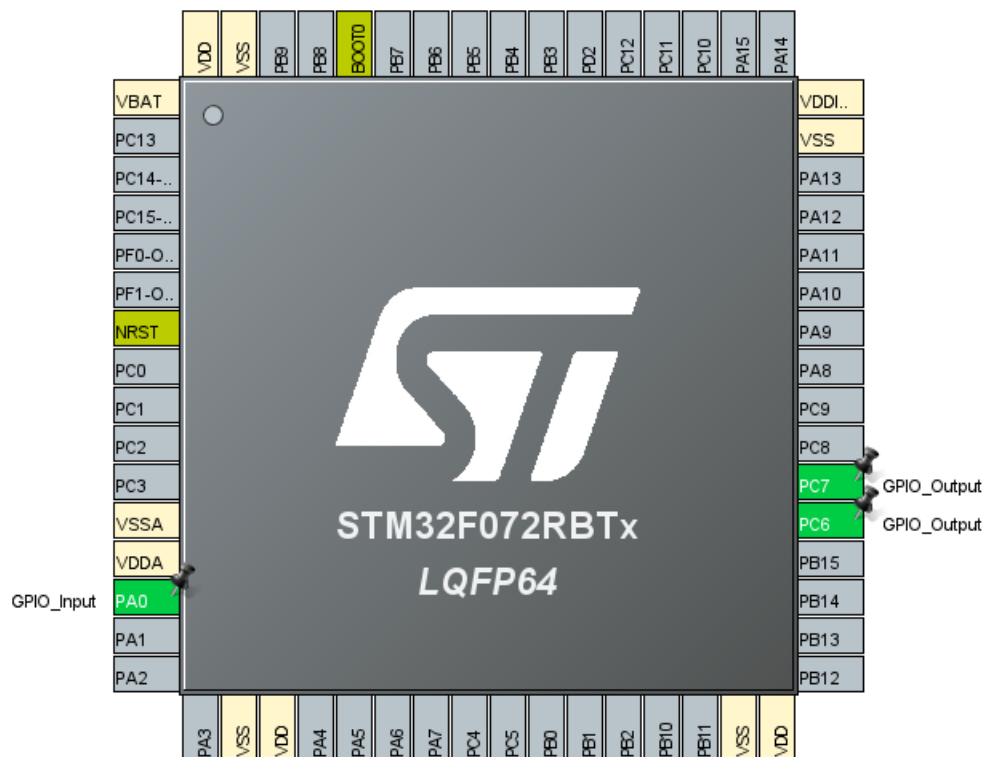 VDD
VSS
PB9
PB8
BOOT0
PB7
PB6
PB5
PB4
PB3
PD2
PC12
PC11
PC10
PA15
PA14
VBAT
PC13
PC14-..
PC15-..
PF0-O..
PF1-O..
NRST
PC0
PC1
PC2
PC3
VSSA
VDDA
GPIO_Input PA0
PA1
PA2
ST
STM32F072RBTx
LQFP64
VDDI..
VSS
PA13
PA12
PA11
PA10
PA9
PA8
PC9
PC8
PC7 GPIO_Output
PC6 GPIO_Output
PB15
PB14
PB13
PB12
PA3
VSS
VDD
PA4
PA5
PA6
PA7
PC4
PC5
PB0
PB1
PB2
PB10
PB11
VSS
VDD